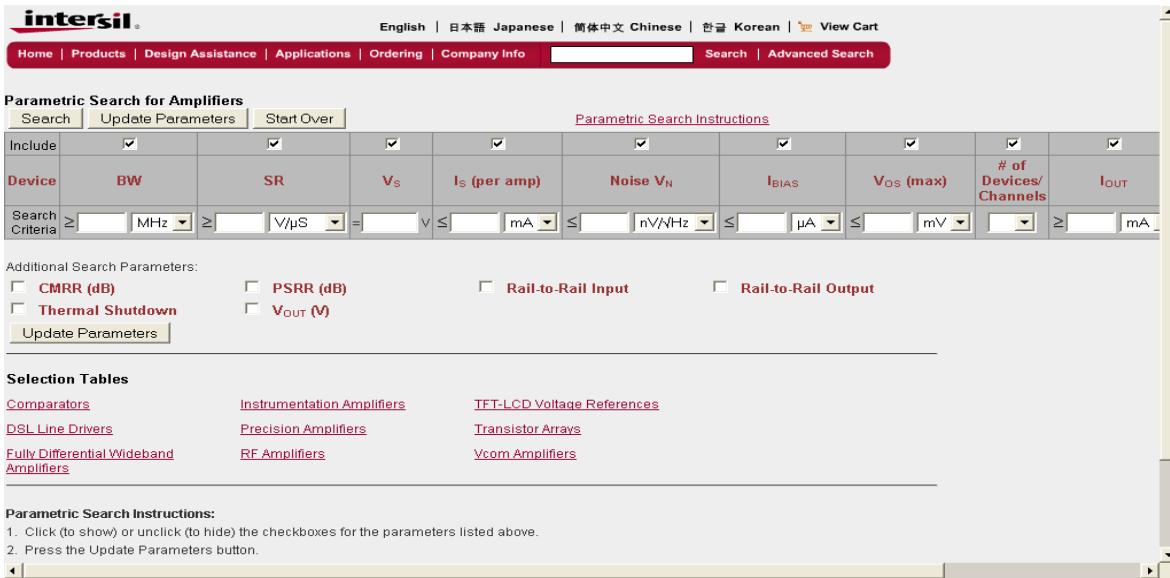 intersil.
English | 日本語 Japanese | 简体中文 Chinese | 한글 Korean | View Cart
Home | Products | Design Assistance | Applications | Ordering | Company Info Search | Advanced Search
Parametric Search for Amplifiers
Search Update Parameters Start Over Parametric Search Instructions
Include
Device BW SR VS IS (per amp) Noise VN IBIAS VOS (max) # of Devices/ Channels IOUT
Search Criteria ≥ MHz ≥ V/µS = V ≤ mA ≤ nV/√Hz ≤ µA ≤ mV ≥ mA
Additional Search Parameters:
CMRR (dB) PSRR (dB) Rail-to-Rail Input Rail-to-Rail Output
Thermal Shutdown VOUT (V)
Update Parameters
Selection Tables
Comparators Instrumentation Amplifiers TFT-LCD Voltage References
DSL Line Drivers Precision Amplifiers Transistor Arrays
Fully Differential Wideband Amplifiers RF Amplifiers Vcom Amplifiers
Parametric Search Instructions:
1. Click (to show) or unclick (to hide) the checkboxes for the parameters listed above.
2. Press the Update Parameters button.